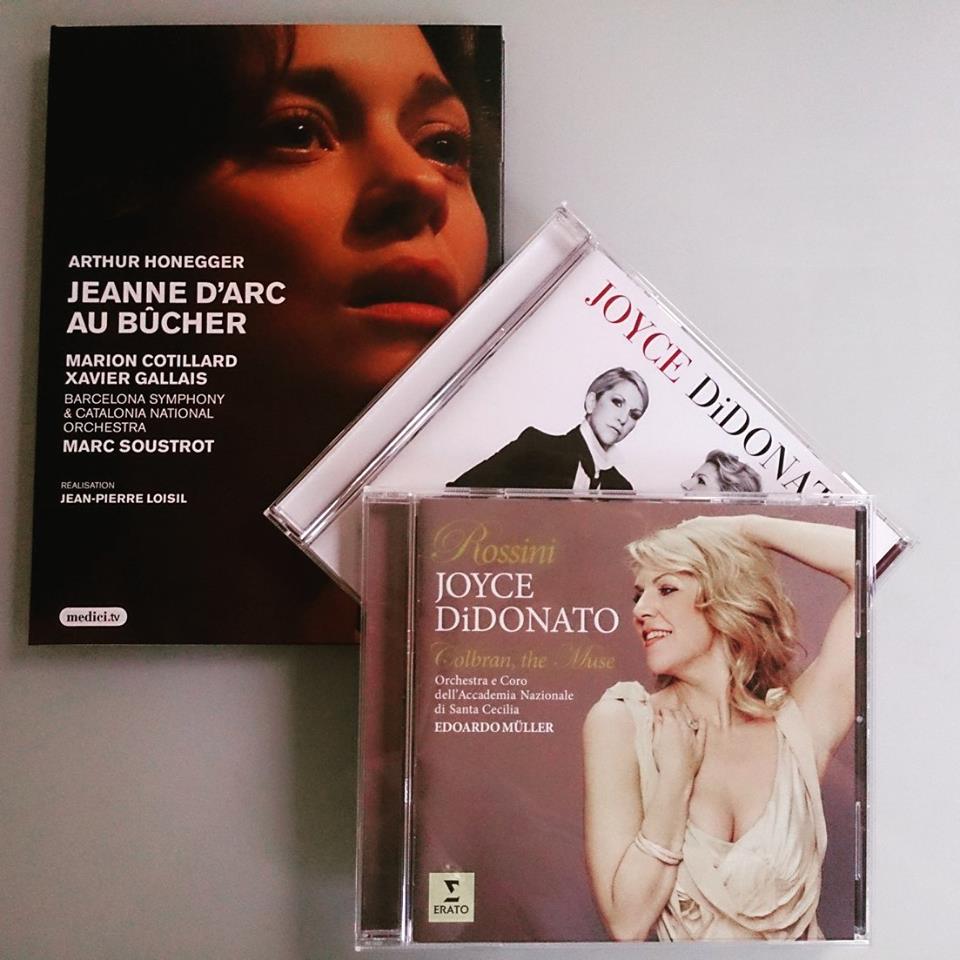 ARTHUR HONEGGER
JEANNE D'ARC
AU BÛCHER
MARION COTILLARD
XAVIER GALLAIS
BARCELONA SYMPHONY
& CATALONIA NATIONAL
ORCHESTRA
MARC SOUSTROT
RÉALISATION
JEAN-PIERRE LOISIL
medici.tv
JOYCE DiDONAT
Rossini
JOYCE
DiDONATO
Colbran, the Muse
Orchestra e Coro
dell'Accademia Nazionale
di Santa Cecilia
EDOARDO MÜLLER
Σ
ERATO